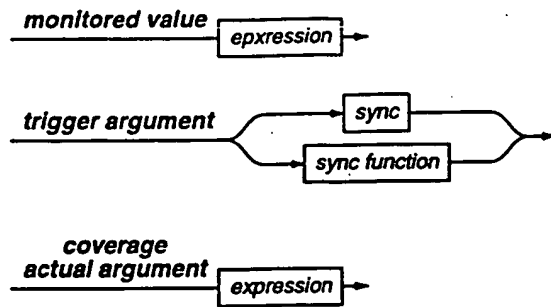 monitored value
epxression
trigger argument
sync
sync function
coverage
actual argument
expression